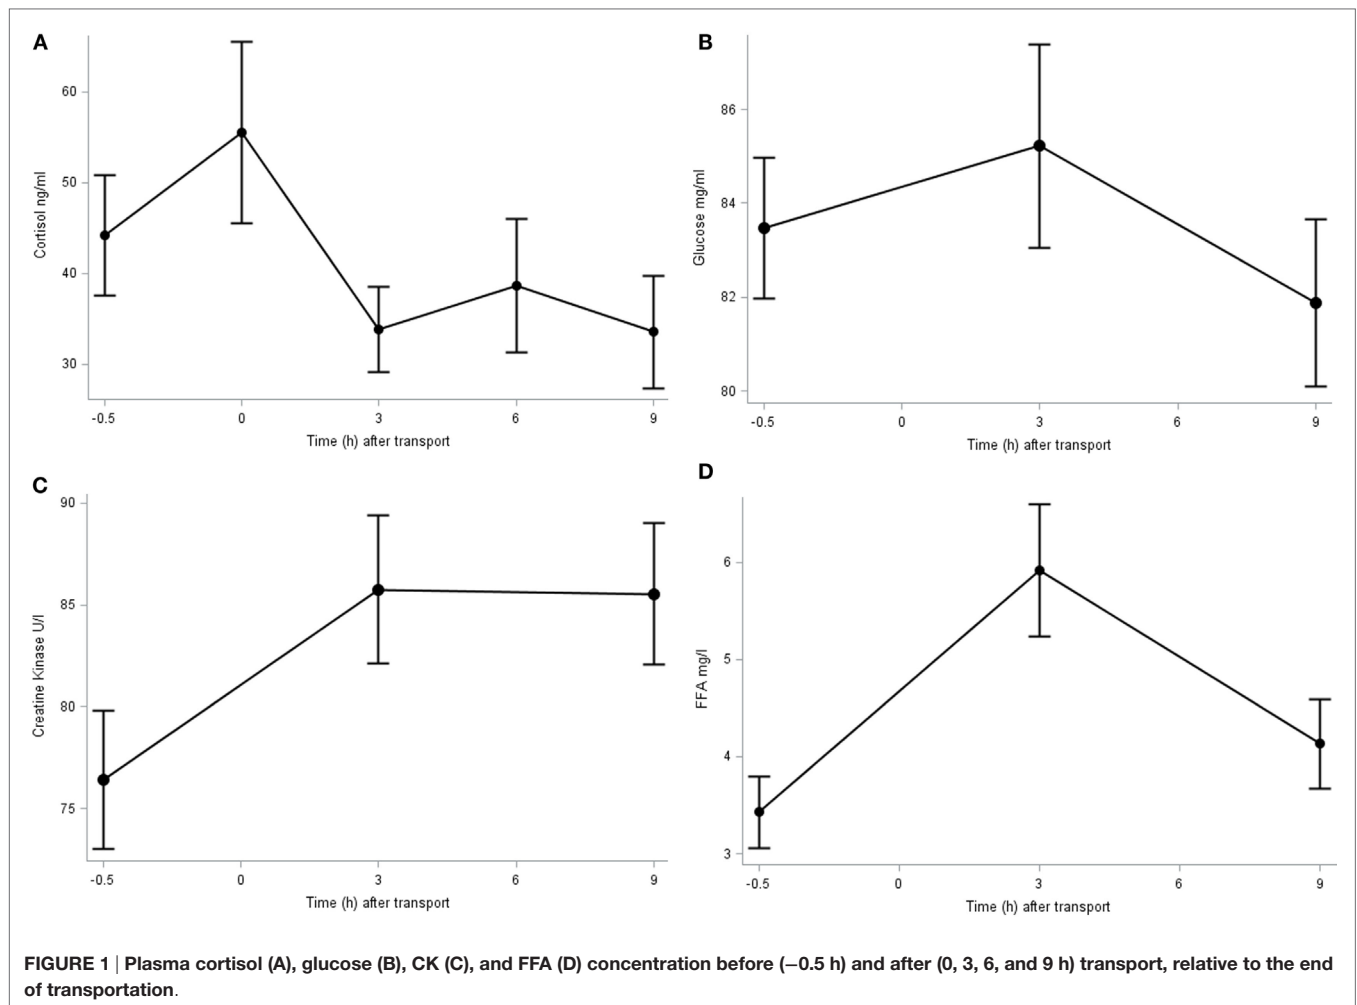 A
60
50
40
30
Cortisol ng/ml
-0.5 0 3 6 9
Time (h) after transport
B
86
84
82
80
Glucose mg/ml
-0.5 0 3 6 9
Time (h) after transport
C
90
85
80
75
Creatine Kinase U/l
-0.5 0 3 6 9
Time (h) after transport
D
6
5
4
3
FFA mg/l
-0.5 0 3 6 9
Time (h) after transport
FIGURE 1 | Plasma cortisol (A), glucose (B), CK (C), and FFA (D) concentration before (−0.5 h) and after (0, 3, 6, and 9 h) transport, relative to the end
of transportation.